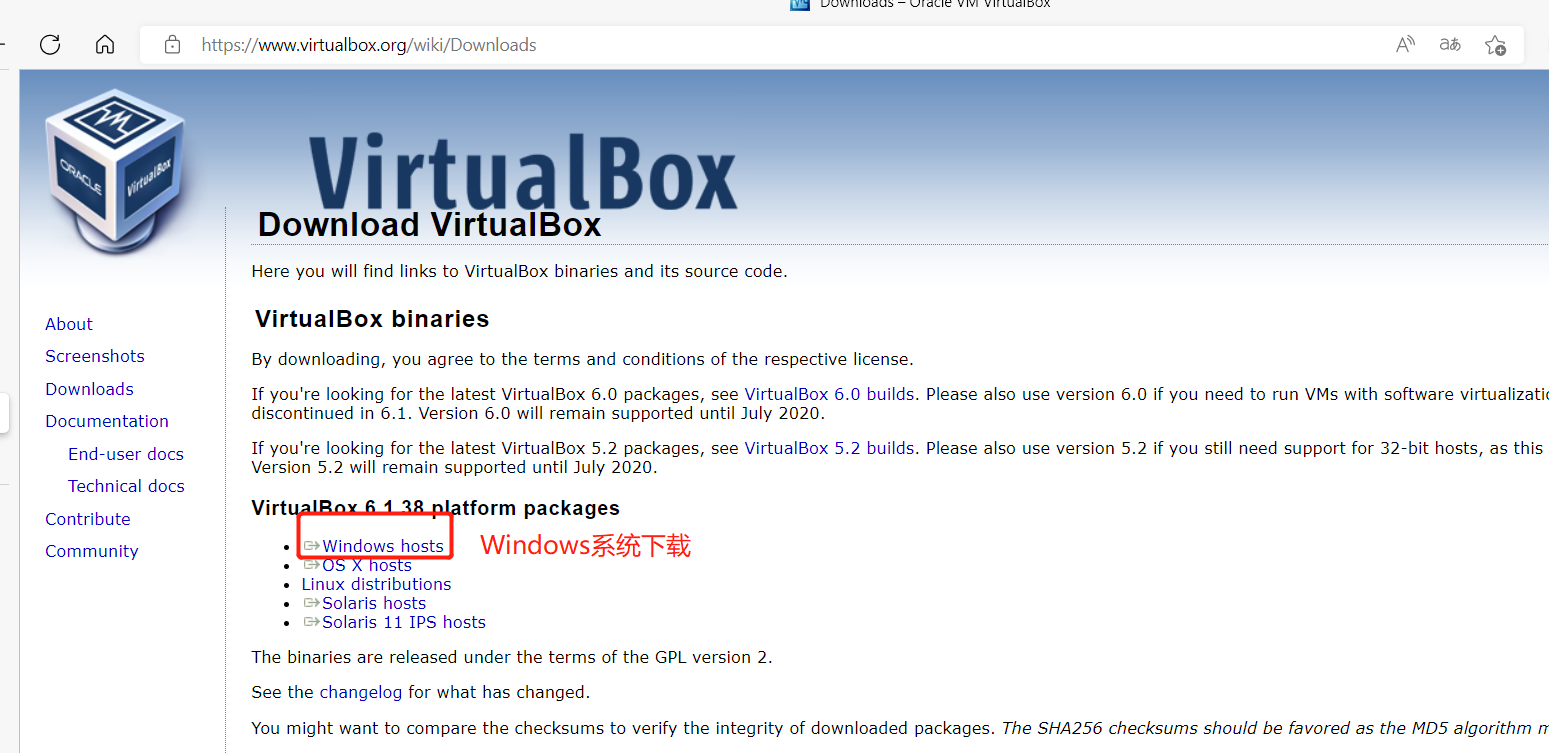 Downloads – Oracle VM VirtualBox
https://www.virtualbox.org/wiki/Downloads
VirtualBox
ORACLE
VirtualBox
Download VirtualBox
Here you will find links to VirtualBox binaries and its source code.
VirtualBox binaries
By downloading, you agree to the terms and conditions of the respective license.
If you're looking for the latest VirtualBox 6.0 packages, see VirtualBox 6.0 builds. Please also use version 6.0 if you need to run VMs with software
discontinued in 6.1. Version 6.0 will remain supported until July 2020.
If you're looking for the latest VirtualBox 5.2 packages, see VirtualBox 5.2 builds. Please also use version 5.2 if you still need support for 32-bit hosts, as this
Version 5.2 will remain supported until July 2020.
VirtualBox 6.1.38 platform packages
Windows hosts
Windows系统下载
OS X hosts
Linux distributions
Solaris hosts
Solaris 11 IPS hosts
The binaries are released under the terms of the GPL version 2.
See the changelog for what has changed.
You might want to compare the checksums to verify the integrity of downloaded packages. The SHA256 checksums should be favored as the MD5 algorithm
About
Screenshots
Downloads
Documentation
End-user docs
Technical docs
Contribute
Community